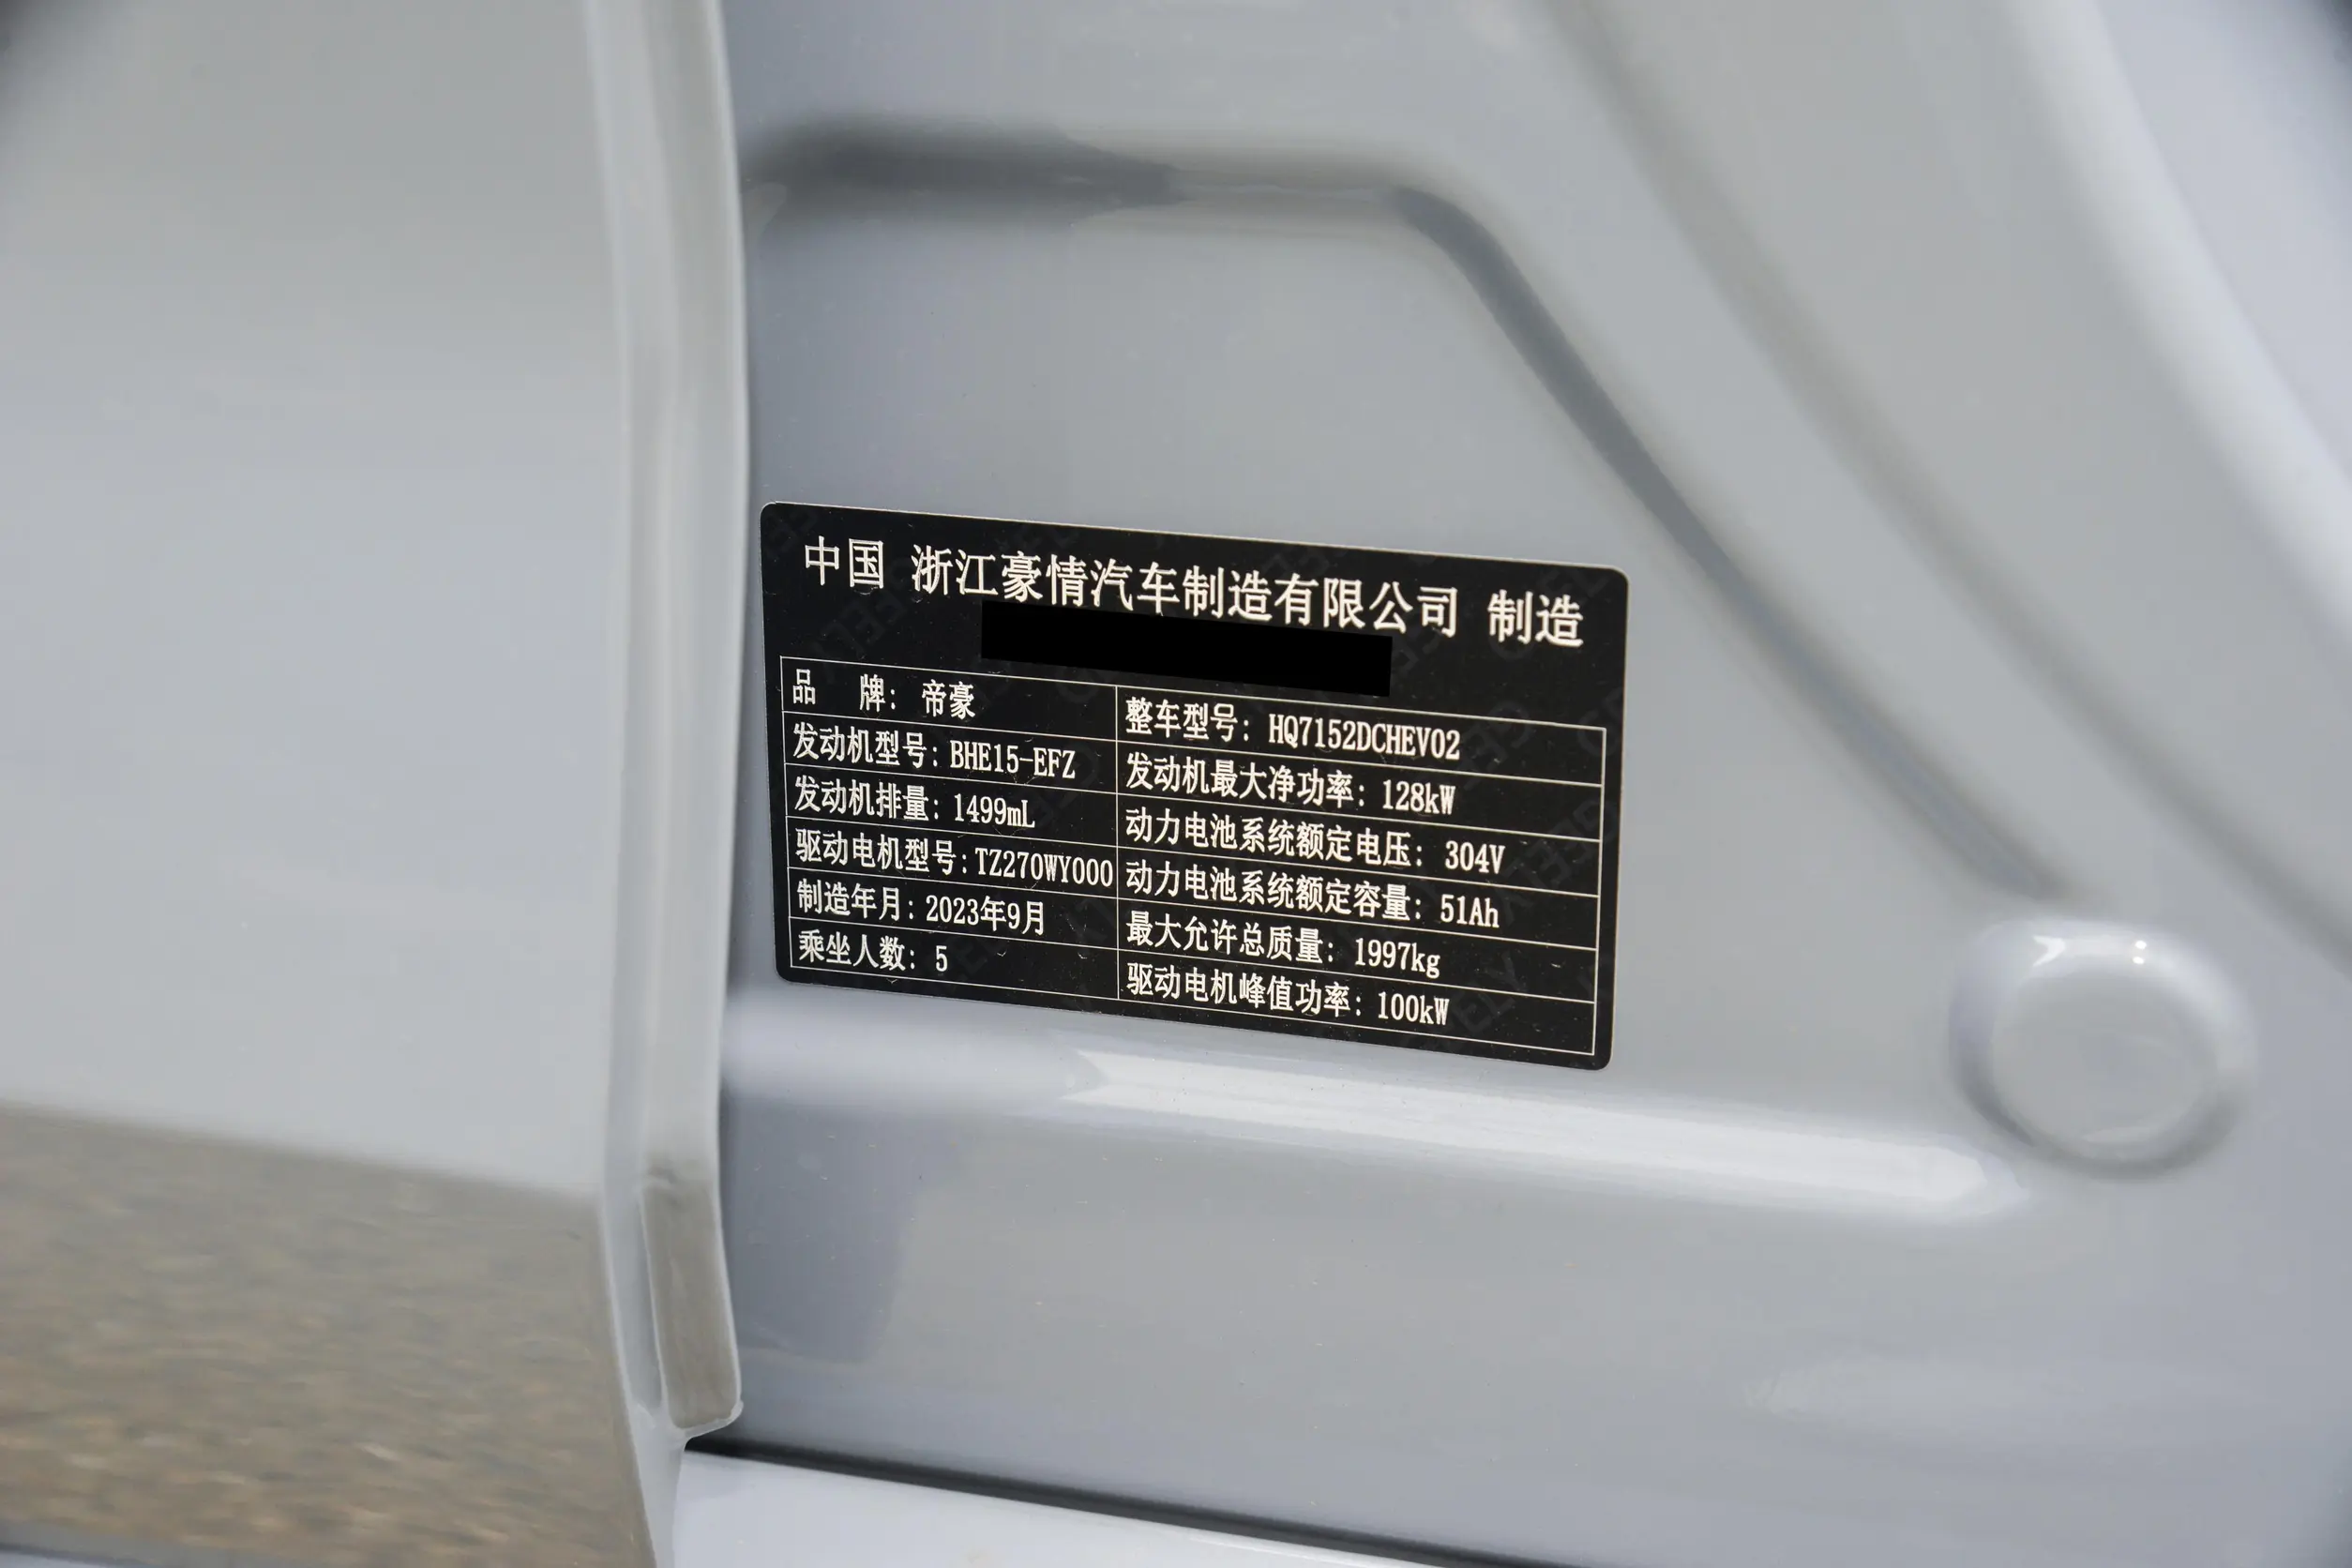 中国 浙江豪情汽车制造有限公司 制造
品 牌: 帝豪 整车型号: HQ7152DCHEV02
发动机型号: BHE15-EFZ 发动机最大净功率: 128kW
发动机排量: 1499mL 动力电池系统额定电压: 304V
驱动电机型号: TZ270WY000 动力电池系统额定容量: 51Ah
制造年月: 2023年9月 最大允许总质量: 1997kg
乘坐人数: 5 驱动电机峰值功率: 100kW